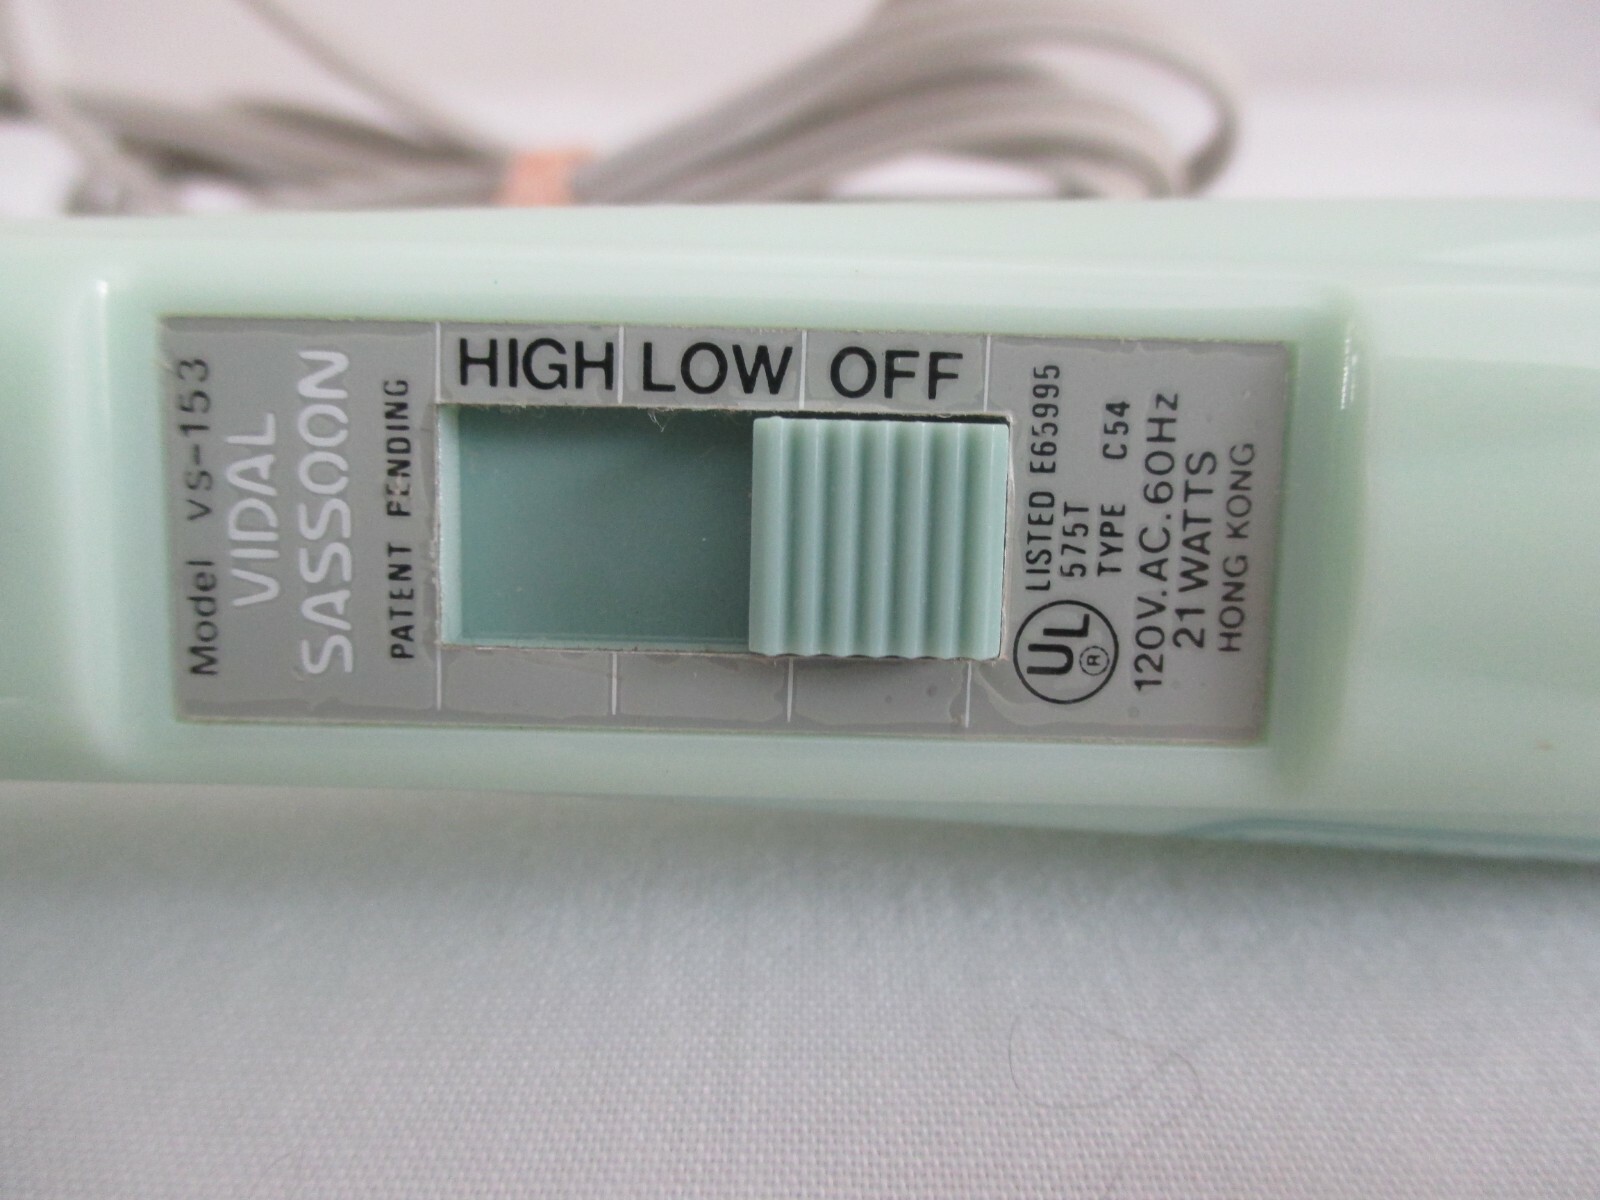 Model VS-153
VIDAL
SASSOON
PATENT PENDING
HIGH LOW OFF
UL ®
LISTED E65995
575T
TYPE C54
120V.AC.60Hz
21 WATTS
HONG KONG